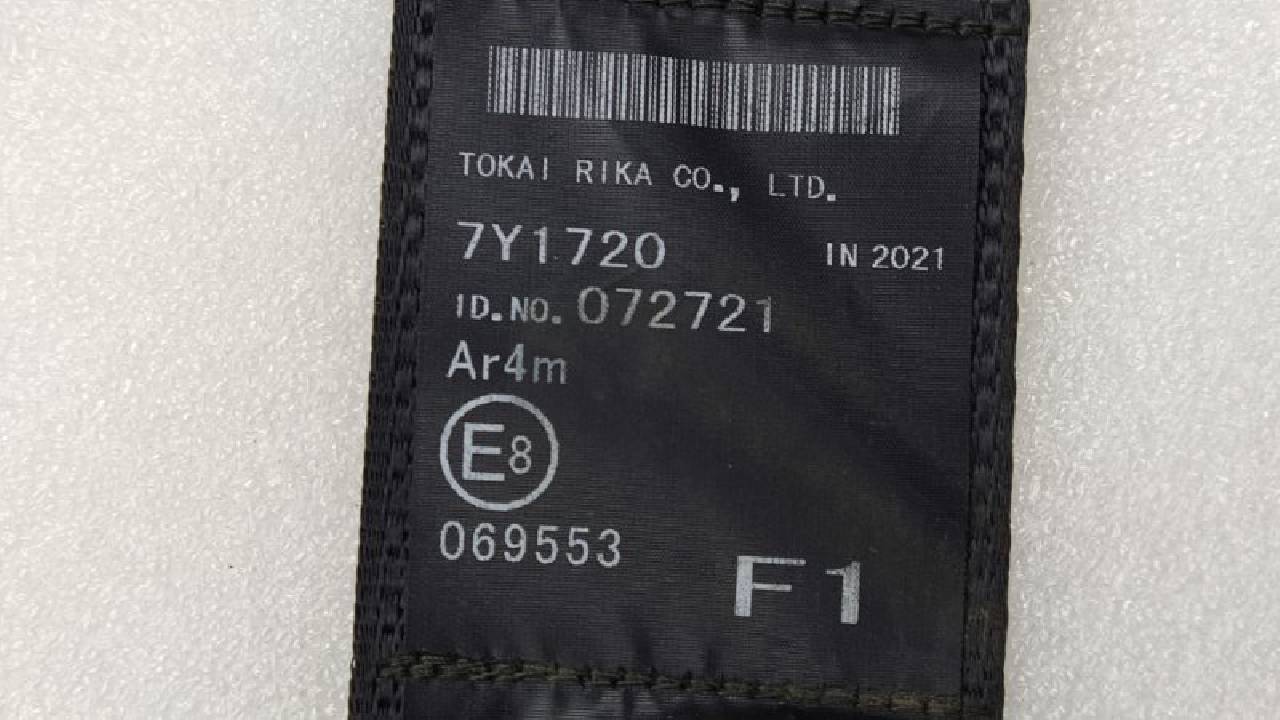 TOKAI RIKA CO., LTD.
7Y1720 IN 2021
ID.NO. 072721
Ar4m
E8
069553
F1